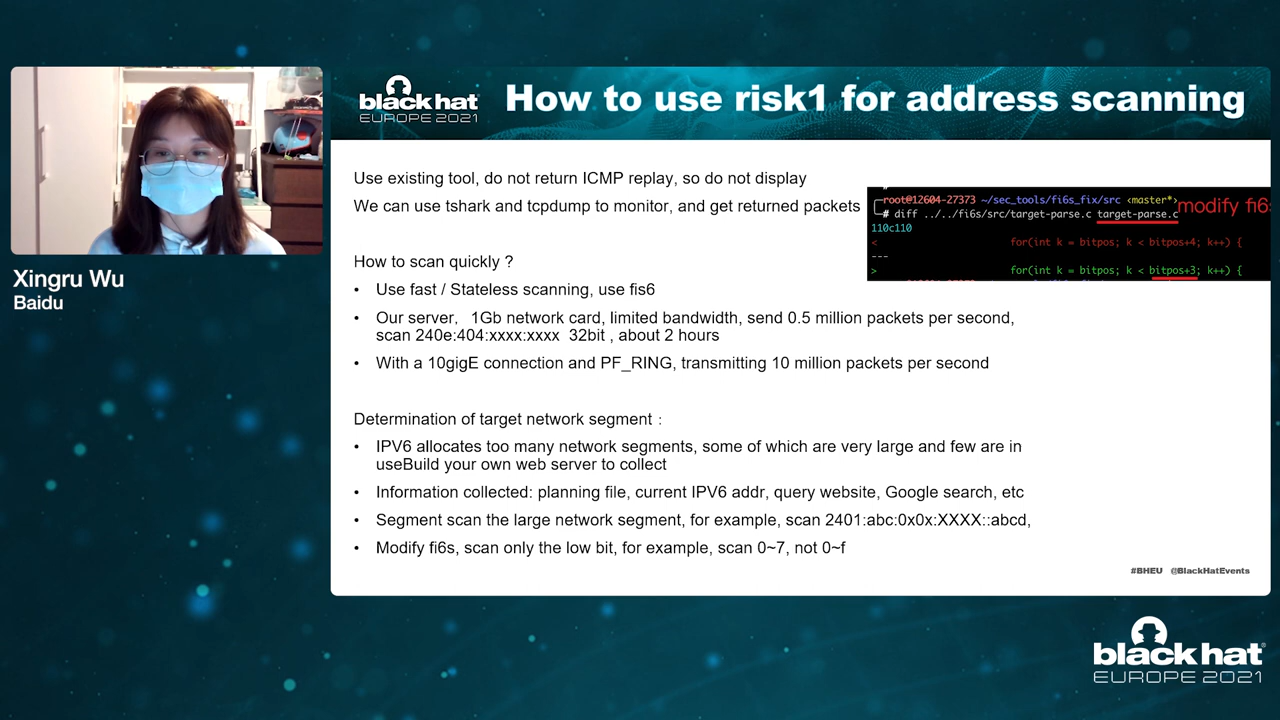 black hat
EUROPE 2021
How to use risk1 for address scanning
Xingru Wu
Baidu
Use existing tool, do not return ICMP replay, so do not display
We can use tshark and tcpdump to monitor, and get returned packets
root@12604-27373 ~/sec_tools/fi6s_fix/src ‹master*›
# diff ../../fi6s/src/target-parse.c target-parse.c
modify fi6s
110c110
< for(int k = bitpos; k < bitpos+4; k++) {
---
> for(int k = bitpos; k < bitpos+3; k++) {
How to scan quickly ?
• Use fast / Stateless scanning, use fis6
• Our server, 1Gb network card, limited bandwidth, send 0.5 million packets per second,
scan 240e:404:xxxx:xxxx 32bit , about 2 hours
• With a 10gigE connection and PF_RING, transmitting 10 million packets per second
Determination of target network segment :
• IPV6 allocates too many network segments, some of which are very large and few are in
useBuild your own web server to collect
• Information collected: planning file, current IPV6 addr, query website, Google search, etc
• Segment scan the large network segment, for example, scan 2401:abc:0x0x:XXXX::abcd,
• Modify fi6s, scan only the low bit, for example, scan 0~7, not 0~f
#BHEU @BlackHatEvents
black hat
EUROPE 2021